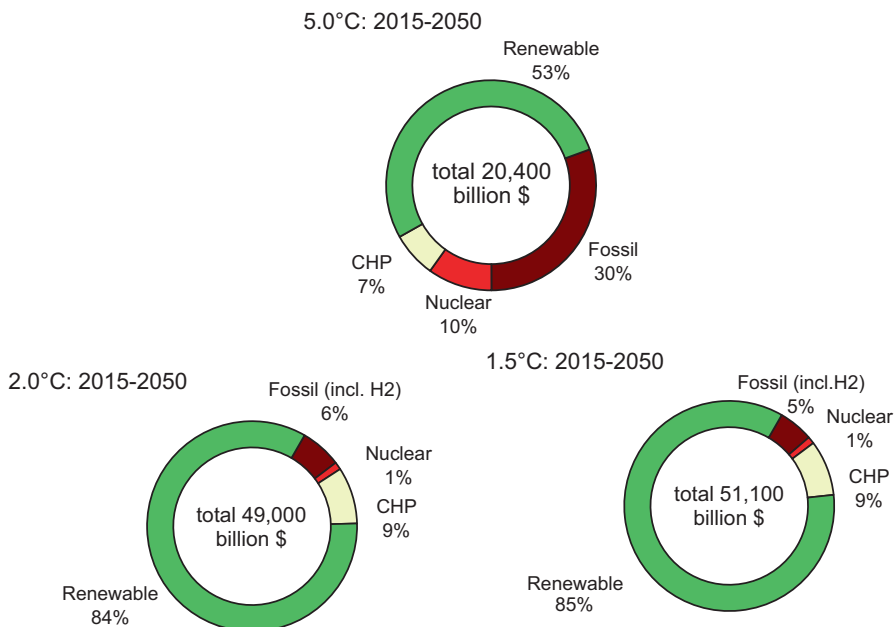 5.0°C: 2015-2050
Renewable
53%
total 20,400
billion $
Fossil
30%
CHP
7%
Nuclear
10%
2.0°C: 2015-2050
Fossil (incl. H2)
6%
Nuclear
1%
CHP
9%
total 49,000
billion $
Renewable
84%
1.5°C: 2015-2050
Fossil (incl.H2)
5%
Nuclear
1%
CHP
9%
total 51,100
billion $
Renewable
85%